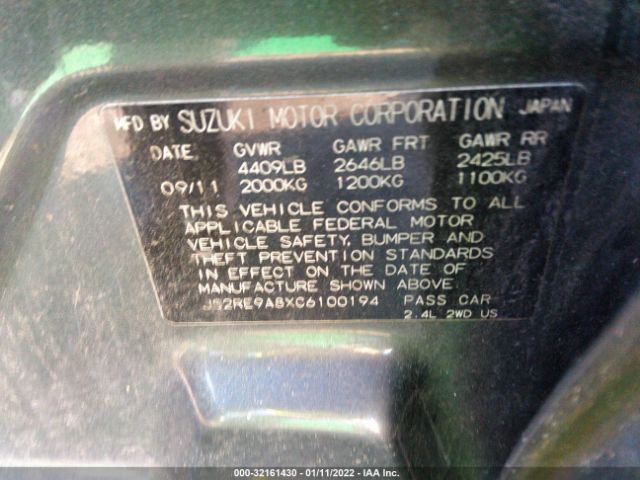 MFD BY SUZUKI MOTOR CORPORATION JAPAN
DATE GVWR GAWR FRT GAWR RR
4409LB 2646LB 2425LB
09/11 2000KG 1200KG 1100KG
THIS VEHICLE CONFORMS TO ALL
APPLICABLE FEDERAL MOTOR
VEHICLE SAFETY, BUMPER AND
THEFT PREVENTION STANDARDS
IN EFFECT ON THE DATE OF
MANUFACTURE SHOWN ABOVE
JS2RE9A8XC6100194 PASS CAR
2.4L 2WD US
000-32161430 - 01/11/2022 - IAA Inc.